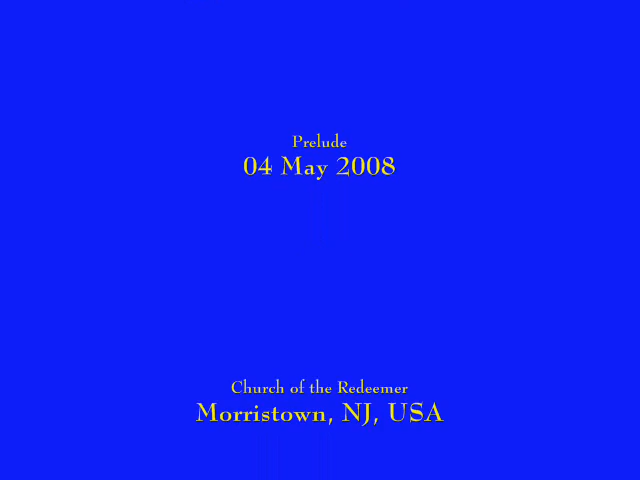 Prelude
04 May 2008
Church of the Redeemer
Morristown, NJ, USA